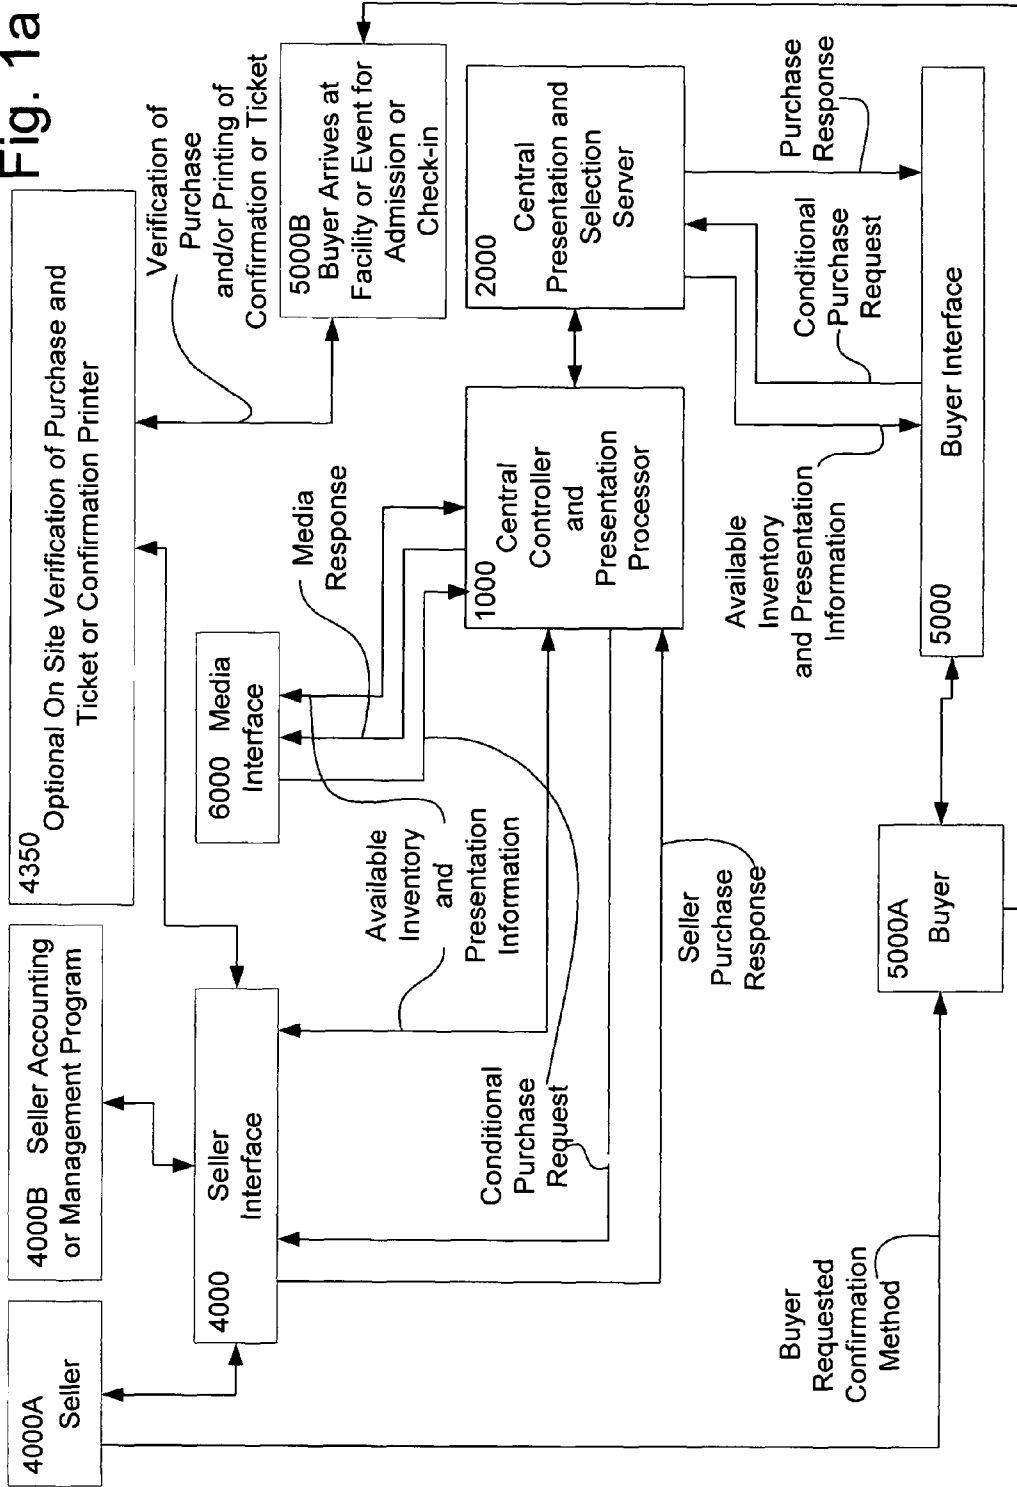 Fig. 1a
4000A
Seller
4000B Seller Accounting
or Management Program
4350
Optional On Site Verification of Purchase and
Ticket or Confirmation Printer
4000
Seller
Interface
6000 Media
Interface
Verification of
Purchase
and/or Printing of
Confirmation or Ticket
5000B
Buyer Arrives at
Facility or Event for
Admission or
Check-in
Available
Inventory
and
Presentation
Information
Media
Response
Conditional
Purchase
Request
1000 Central
Controller
and
Presentation
Processor
2000
Central
Presentation and
Selection
Server
Seller
Purchase
Response
Available
Inventory
and Presentation
Information
Conditional
Purchase
Request
Purchase
Response
Buyer
Requested
Confirmation
Method
5000A
Buyer
5000
Buyer Interface